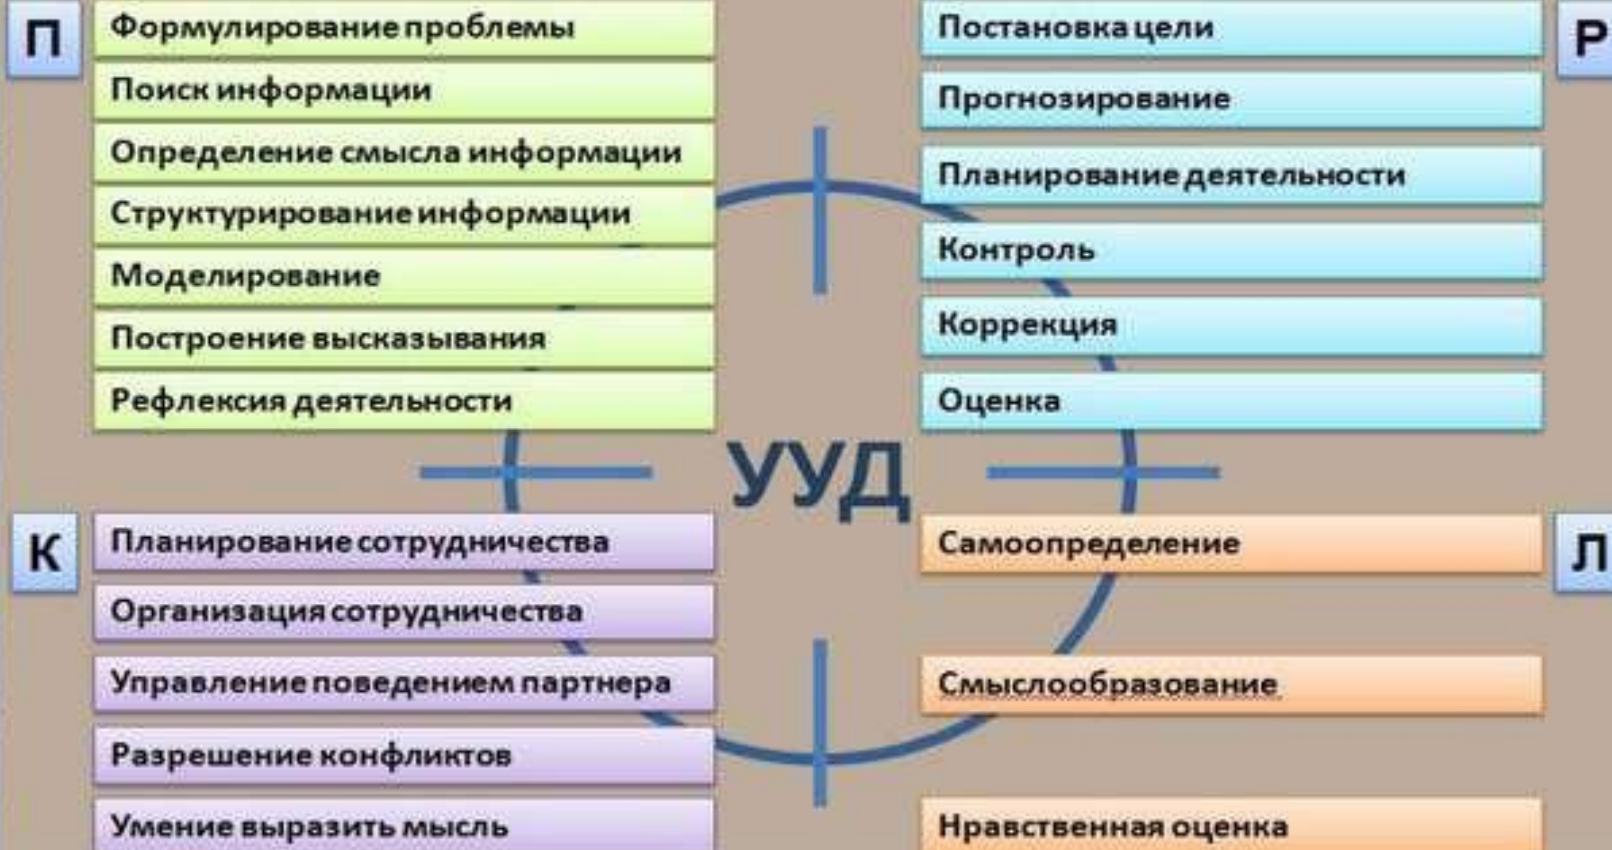 П
Формулирование проблемы
Поиск информации
Определение смысла информации
Структурирование информации
Моделирование
Построение высказывания
Рефлексия деятельности
Р
Постановка цели
Прогнозирование
Планирование деятельности
Контроль
Коррекция
Оценка
УУД
К
Планирование сотрудничества
Организация сотрудничества
Управление поведением партнера
Разрешение конфликтов
Умение выразить мысль
Л
Самоопределение
Смыслообразование
Нравственная оценка